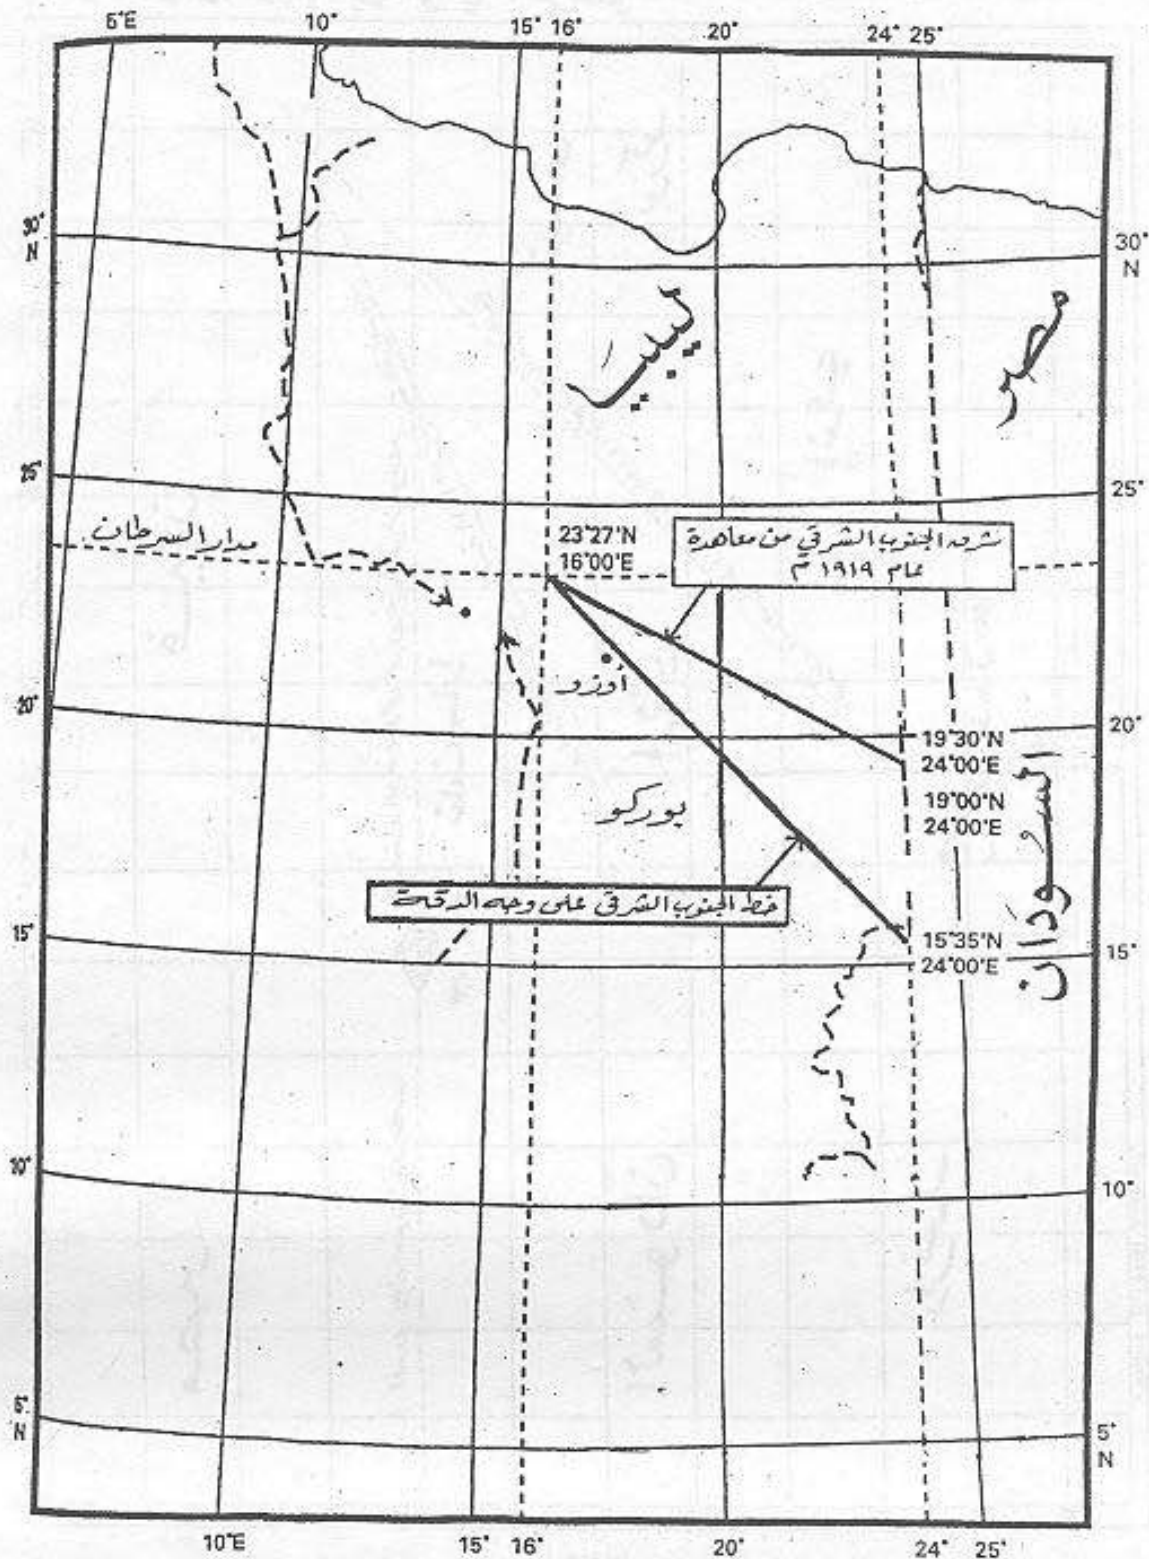 5°E 10° 15° 16° 20° 24° 25°
30°
N
30°
N
ليبيا
مصر
25°
25°
مدار السرطان
23°27'N
16°00'E
شرق الجنوب الشرقي من معاهدة
عام ١٩١٩ م
أوزو
20°
20°
19°30'N
24°00'E
19°00'N
24°00'E
بوركو
السودان
خط الجنوب الشرقي على وجه الدقة
15°
15°
15°35'N
24°00'E
10°
10°
5°
N
5°
N
10°E 15° 16° 20° 24° 25°